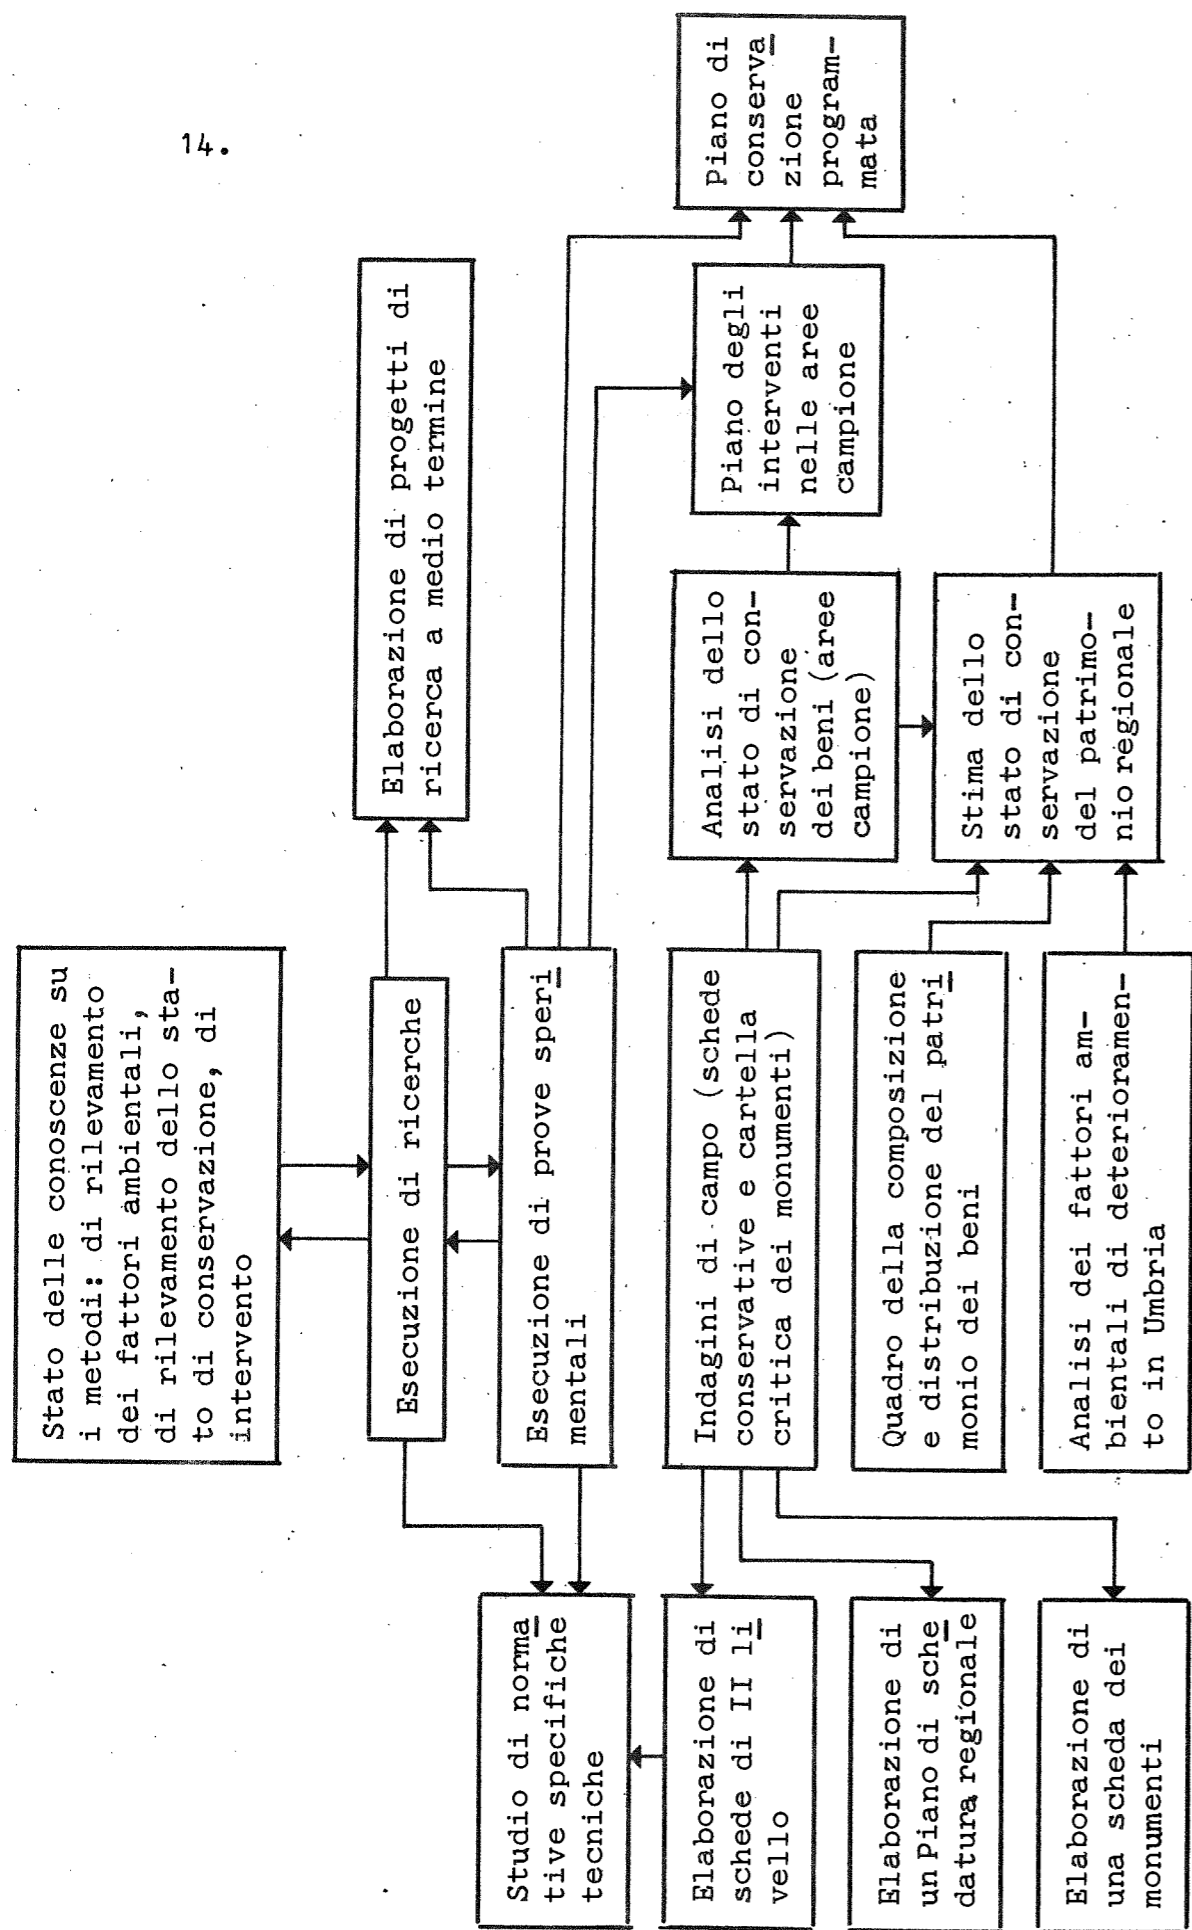 14.
Stato delle conoscenze su
i metodi: di rilevamento
dei fattori ambientali,
di rilevamento dello sta-
to di conservazione, di
intervento
Esecuzione di ricerche
Elaborazione di progetti di
ricerca a medio termine
Studio di norma
tive specifiche
tecniche
Esecuzione di prove speri
mentali
Elaborazione di
schede di II li
vello
Indagini di campo (schede
conservative e cartella
critica dei monumenti)
Analisi dello
stato di con-
servazione
dei beni (aree
campione)
Piano degli
interventi
nelle aree
campione
Piano di
conserva
zione
program-
mata
Elaborazione di
un Piano di sche
datura regionale
Quadro della composizione
e distribuzione del patri
monio dei beni
Stima dello
stato di con-
servazione
del patrimo-
nio regionale
Elaborazione di
una scheda dei
monumenti
Analisi dei fattori am-
bientali di deterioramen-
to in Umbria